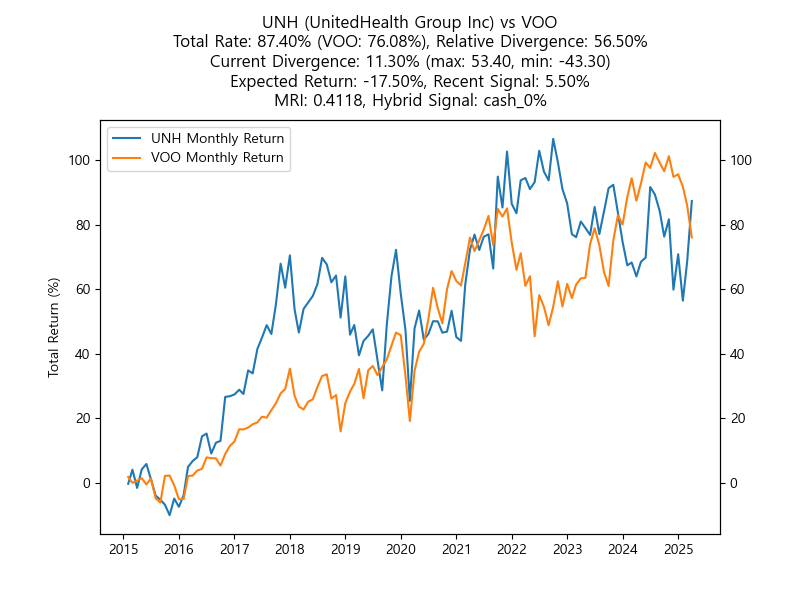 UNH (UnitedHealth Group Inc) vs VOO
Total Rate: 87.40% (VOO: 76.08%), Relative Divergence: 56.50%
Current Divergence: 11.30% (max: 53.40, min: -43.30)
Expected Return: -17.50%, Recent Signal: 5.50%
MRI: 0.4118, Hybrid Signal: cash_0%
UNH Monthly Return
VOO Monthly Return
Total Return (%)
100
80
60
40
20
0
100
80
60
40
20
0
2015 2016 2017 2018 2019 2020 2021 2022 2023 2024 2025